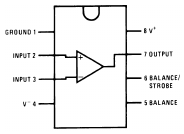 GROUND 1
8 V+
INPUT 2
7 OUTPUT
INPUT 3
6 BALANCE/
STROBE
V− 4
5 BALANCE
+
−